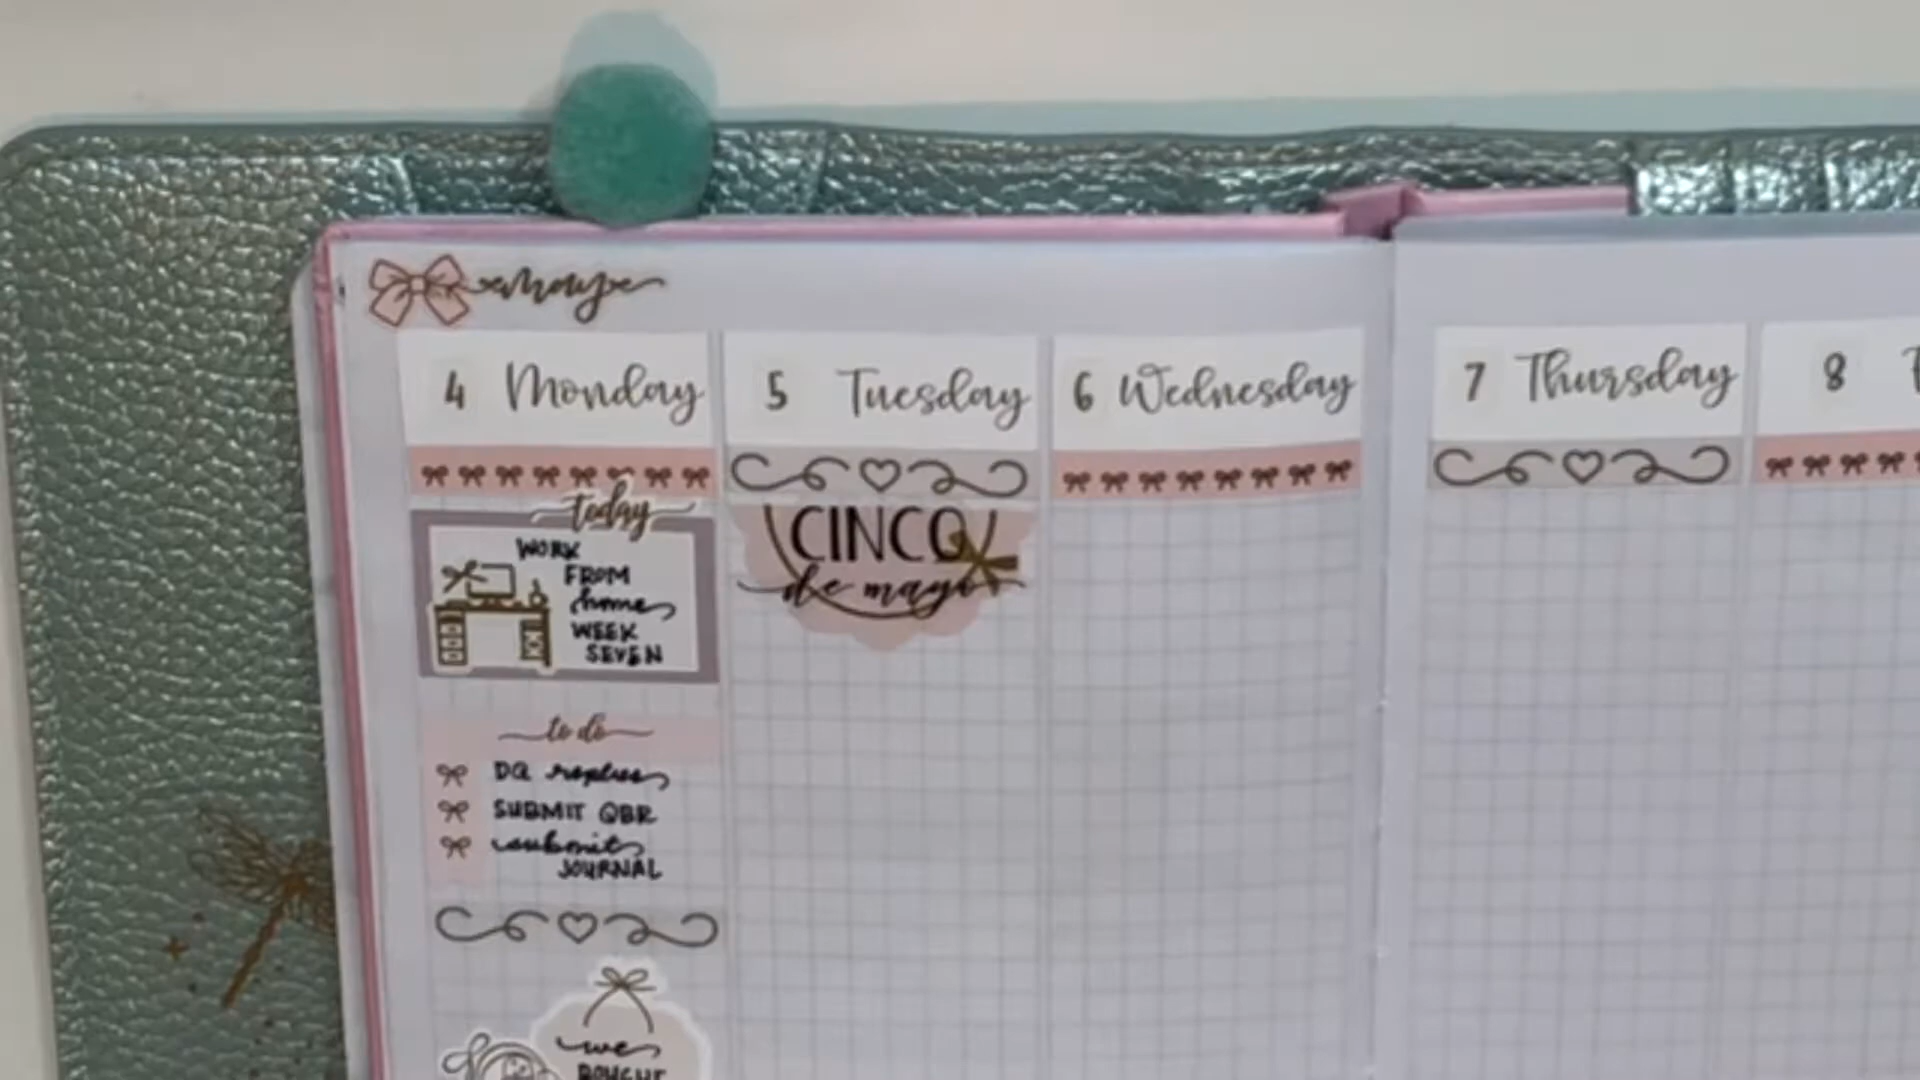 may
4 Monday
5 Tuesday
6 Wednesday
7 Thursday
8
today
WORK
FROM
home
WEEK
SEVEN
CINCO
de mayo
to do
DQ replies
SUBMIT QBR
submit
JOURNAL
we
BOUGHT